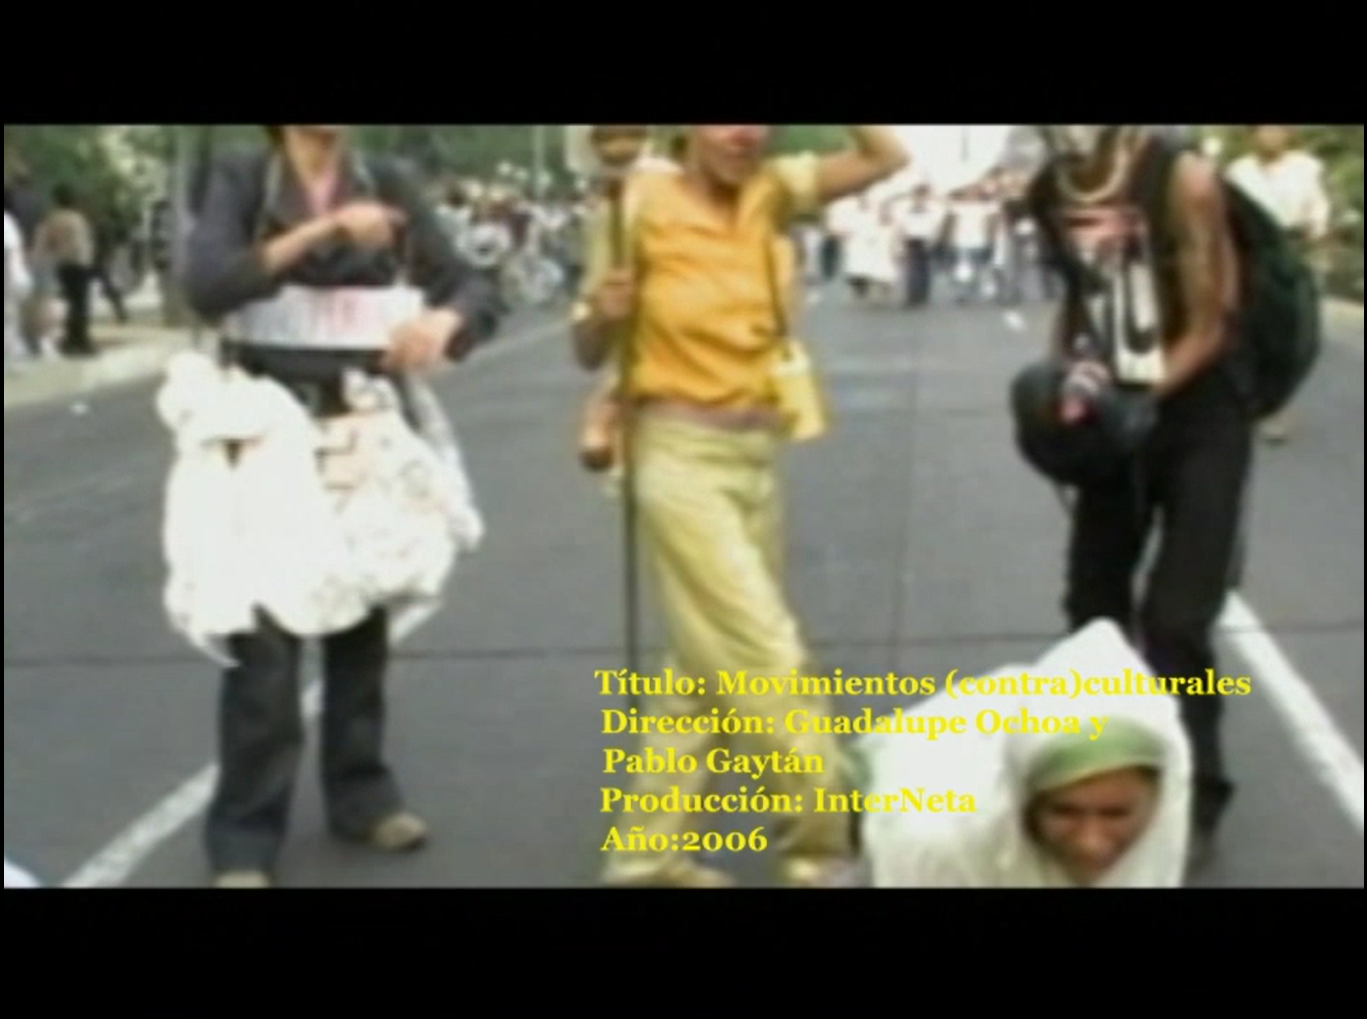 Título: Movimientos (contra)culturales
Dirección: Guadalupe Ochoa y
Pablo Gaytán
Producción: InterNeta
Año:2006